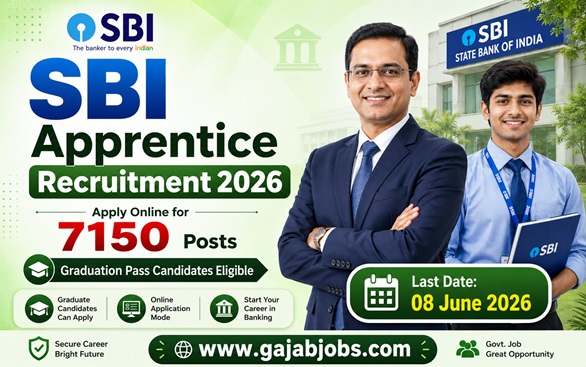 SBI
The banker to every Indian
SBI
Apprentice
Recruitment 2026
Apply Online for
7150 Posts
Graduation Pass Candidates Eligible
Graduate
Candidates
Can Apply
Online
Application
Mode
Start Your
Career in
Banking
SBI
STATE BANK OF INDIA
SBI
Last Date:
08 June 2026
Secure Career
Bright Future
www.gajabjobs.com
Govt. Job
Great Opportunity